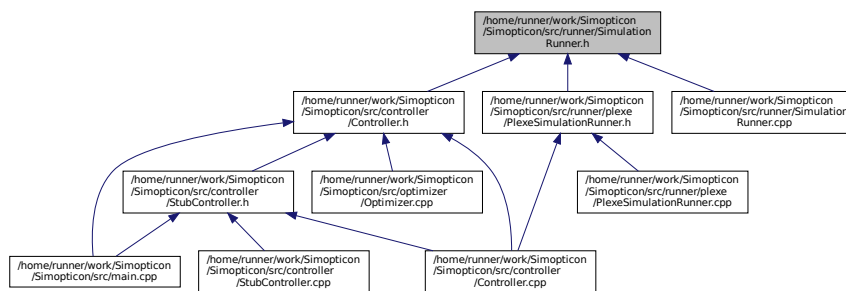 /home/runner/work/Simopticon
/Simopticon/src/runner/Simulation
Runner.h
/home/runner/work/Simopticon
/Simopticon/src/controller
/Controller.h
/home/runner/work/Simopticon
/Simopticon/src/runner/plexe
/PlexeSimulationRunner.h
/home/runner/work/Simopticon
/Simopticon/src/runner/Simulation
Runner.cpp
/home/runner/work/Simopticon
/Simopticon/src/controller
/StubController.h
/home/runner/work/Simopticon
/Simopticon/src/optimizer
/Optimizer.cpp
/home/runner/work/Simopticon
/Simopticon/src/runner/plexe
/PlexeSimulationRunner.cpp
/home/runner/work/Simopticon
/Simopticon/src/main.cpp
/home/runner/work/Simopticon
/Simopticon/src/controller
/StubController.cpp
/home/runner/work/Simopticon
/Simopticon/src/controller
/Controller.cpp